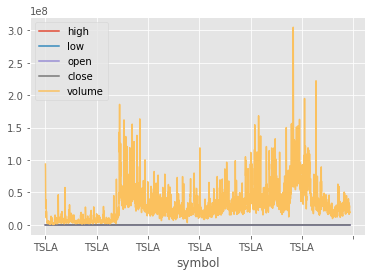 1e8
high
low
open
close
volume
3.0
2.5
2.0
1.5
1.0
0.5
0.0
TSLA TSLA TSLA TSLA TSLA TSLA
symbol